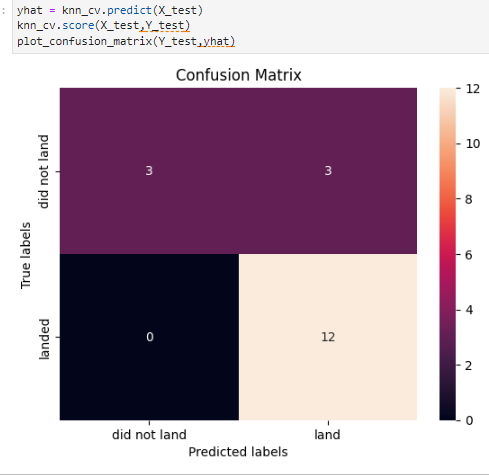 : yhat = knn_cv.predict(X_test)
knn_cv.score(X_test,Y_test)
plot_confusion_matrix(Y_test,yhat)
Confusion Matrix
12
10
8
6
4
2
0
True labels
did not land
landed
3 3
0 12
did not land land
Predicted labels